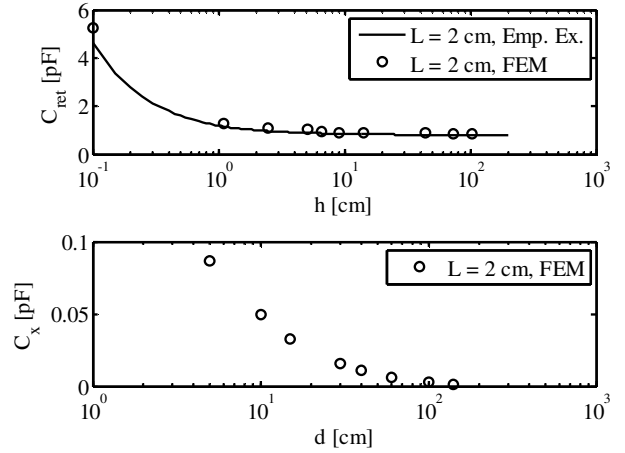 6
4
2
0
C_ret [pF]
L = 2 cm, Emp. Ex.
L = 2 cm, FEM
10^-1
10^0
10^1
10^2
10^3
h [cm]
0.1
0.05
0
C_x [pF]
L = 2 cm, FEM
10^0
10^1
10^2
10^3
d [cm]